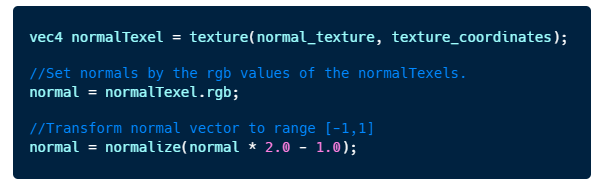 vec4 normalTexel = texture(normal_texture, texture_coordinates);
//Set normals by the rgb values of the normalTexels.
normal = normalTexel.rgb;
//Transform normal vector to range [-1,1]
normal = normalize(normal * 2.0 - 1.0);